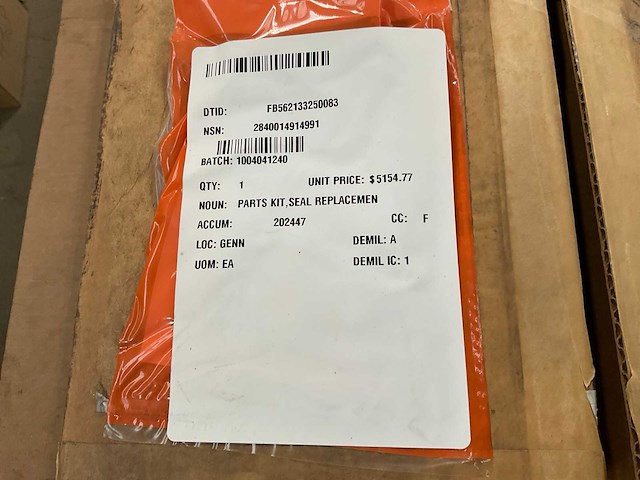 DTID: FB562133250083
NSN: 2840014914991
BATCH: 1004041240
QTY: 1 UNIT PRICE: $5154.77
NOUN: PARTS KIT,SEAL REPLACEMEN
ACCUM: 202447 CC: F
LOC: GENN DEMIL: A
UOM: EA DEMIL IC: 1